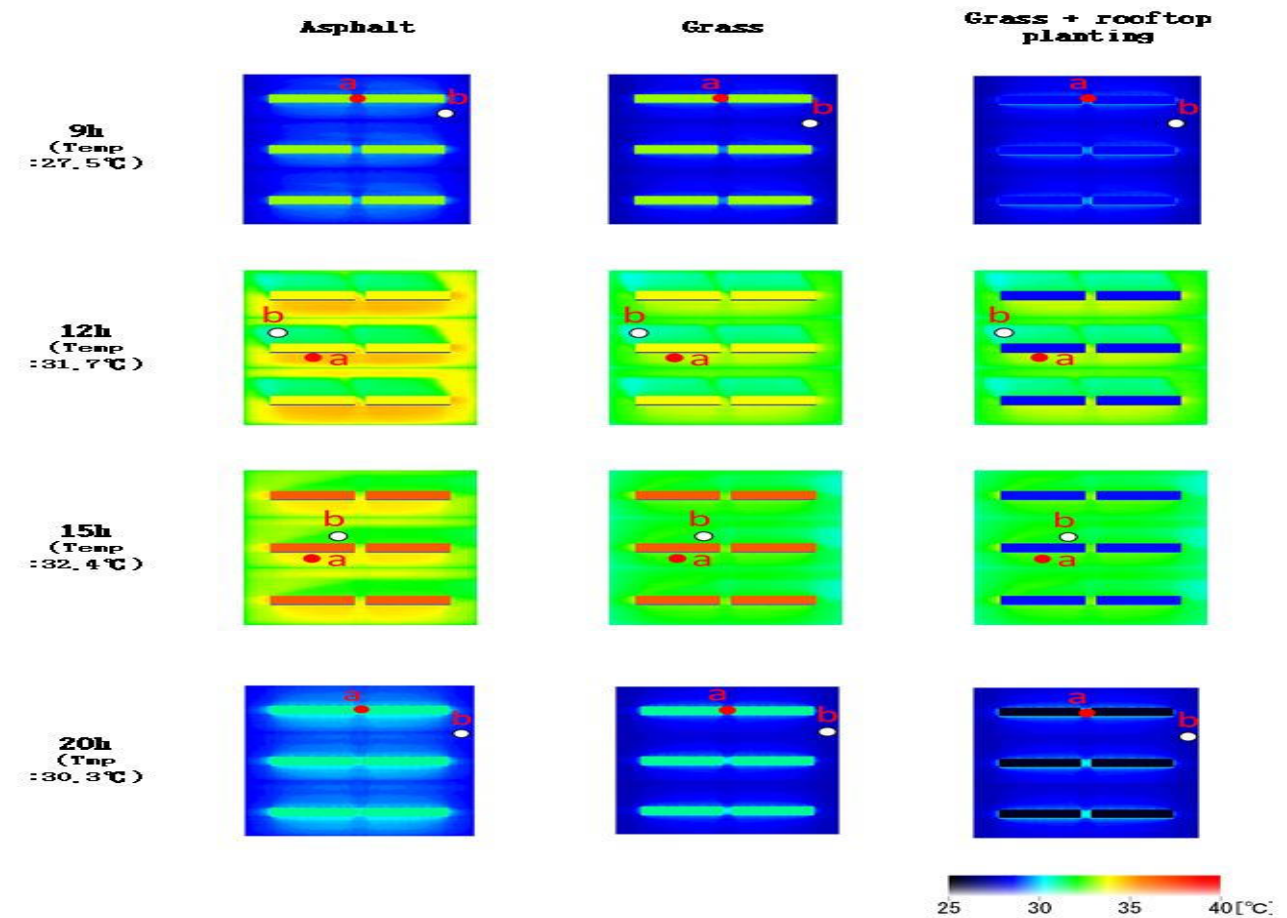 Asphalt
Grass
Grass + rooftop
planting
a
b
a
b
a
b
9h
(Temp
:27.5℃)
b
a
b
a
b
a
12h
(Temp
:31.7℃)
b
a
b
a
b
a
15h
(Temp
:32.4℃)
a
b
a
b
a
b
20h
(Tmp
:30.3℃)
25 30 35 40[℃]